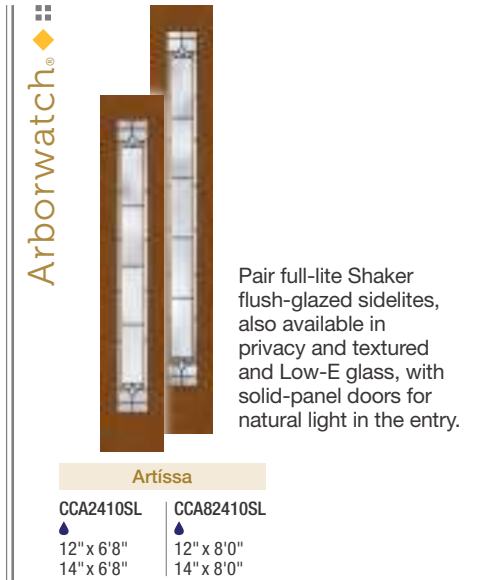 Arborwatch®
Pair full-lite Shaker
flush-glazed sidelites,
also available in
privacy and textured
and Low-E glass, with
solid-panel doors for
natural light in the entry.
Artíssa
CCA2410SL
12" x 6'8"
14" x 6'8"
CCA82410SL
12" x 8'0"
14" x 8'0"